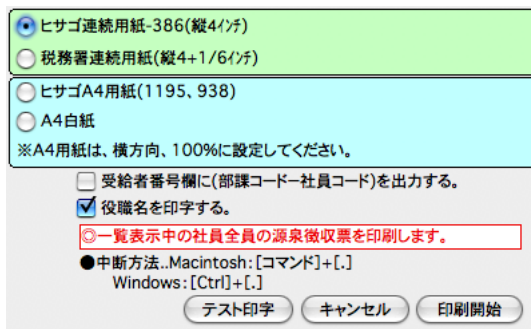 ヒサゴ連続用紙-386(縦4インチ)
税務署連続用紙(縦4+1/6インチ)
ヒサゴA4用紙(1195、938)
A4白紙
※A4用紙は、横方向、100%に設定してください。
受給者番号欄に(部課コードー社員コード)を出力する。
役職名を印字する。
◎一覧表示中の社員全員の源泉徴収票を印刷します。
●中断方法..Macintosh:[コマンド]+[.]
Windows:[Ctrl]+[.]
テスト印字 キャンセル 印刷開始